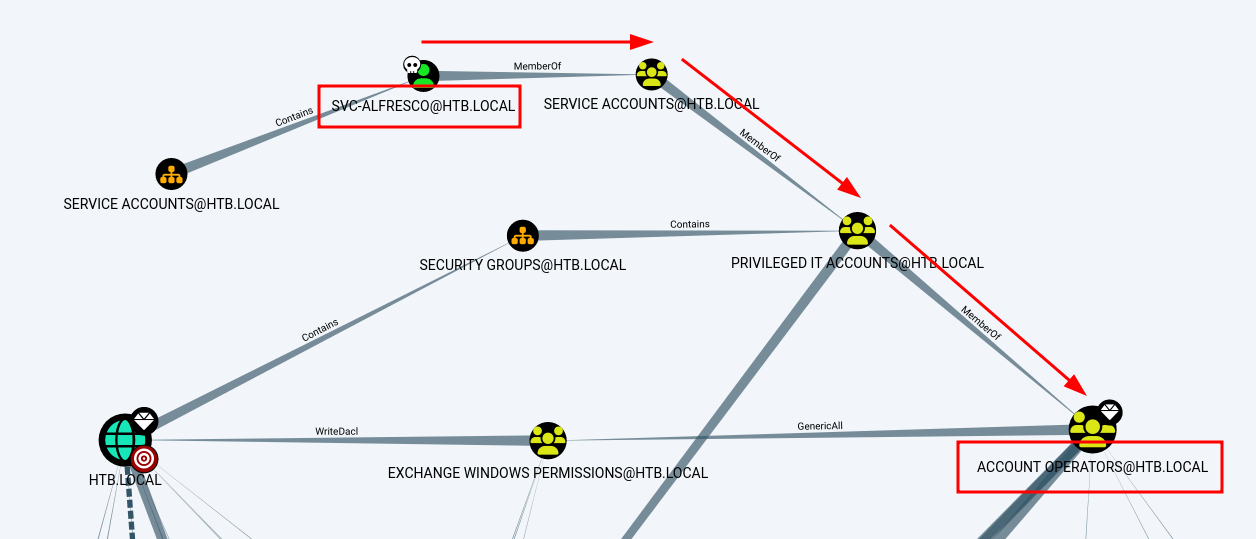 MemberOf
SVC-ALFRESCO@HTB.LOCAL
SERVICE ACCOUNTS@HTB.LOCAL
Contains
MemberOf
SERVICE ACCOUNTS@HTB.LOCAL
Contains
SECURITY GROUPS@HTB.LOCAL
PRIVILEGED IT ACCOUNTS@HTB.LOCAL
Contains
MemberOf
WriteDacl
GenericAll
HTB.LOCAL
EXCHANGE WINDOWS PERMISSIONS@HTB.LOCAL
ACCOUNT OPERATORS@HTB.LOCAL